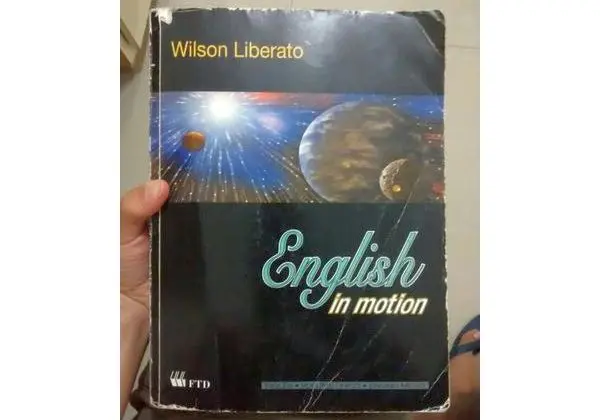 Wilson Liberato
English
in motion
FTD